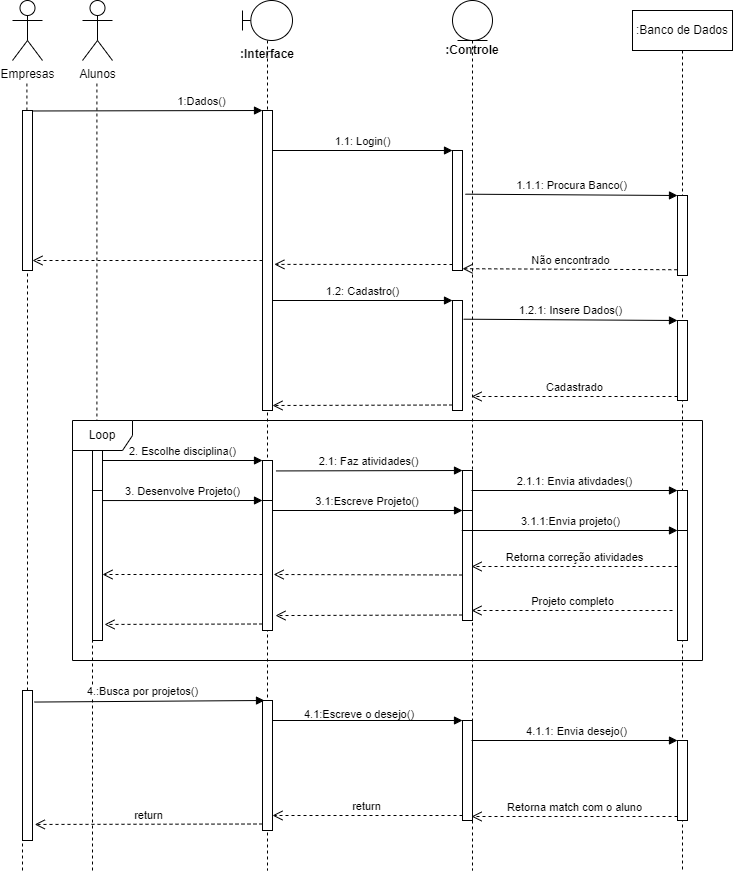 :Banco de Dados
:Interface
:Controle
Empresas
Alunos
1:Dados()
1.1: Login()
1.1.1: Procura Banco()
Não encontrado
1.2: Cadastro()
1.2.1: Insere Dados()
Cadastrado
Loop
2. Escolhe disciplina()
2.1: Faz atividades()
2.1.1: Envia ativdades()
3. Desenvolve Projeto()
3.1:Escreve Projeto()
3.1.1:Envia projeto()
Retorna correção atividades
Projeto completo
4.:Busca por projetos()
4.1:Escreve o desejo()
4.1.1: Envia desejo()
return
return
Retorna match com o aluno